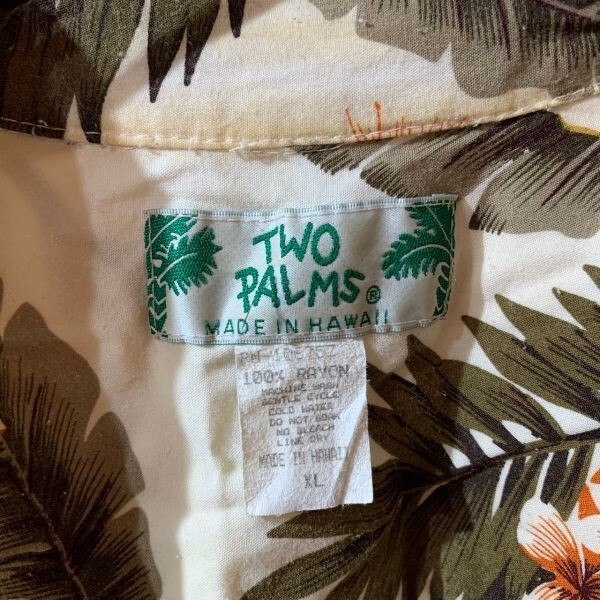 TWO
PALMS®
MADE IN HAWAII
100% RAYON
MACHINE WASH
GENTLE CYCLE
COLD WATER
DO NOT SOAK
NO BLEACH
LINE DRY
MADE IN HAWAII
XL